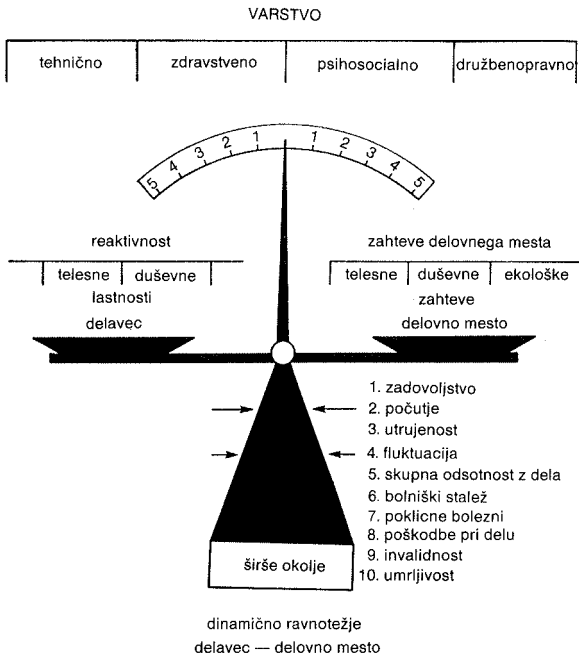 VARSTVO
tehnično zdravstveno psihosocialno družbenopravno
5 4 3 2 1 1 2 3 4 5
reaktivnost
telesne duševne
lastnosti
delavec
zahteve delovnega mesta
telesne duševne ekološke
zahteve
delovno mesto
1. zadovoljstvo
2. počutje
3. utrujenost
4. fluktuacija
5. skupna odsotnost z dela
6. bolniški stalež
7. poklicne bolezni
8. poškodbe pri delu
9. invalidnost
10. umrljivost
širše okolje
dinamično ravnotežje
delavec — delovno mesto